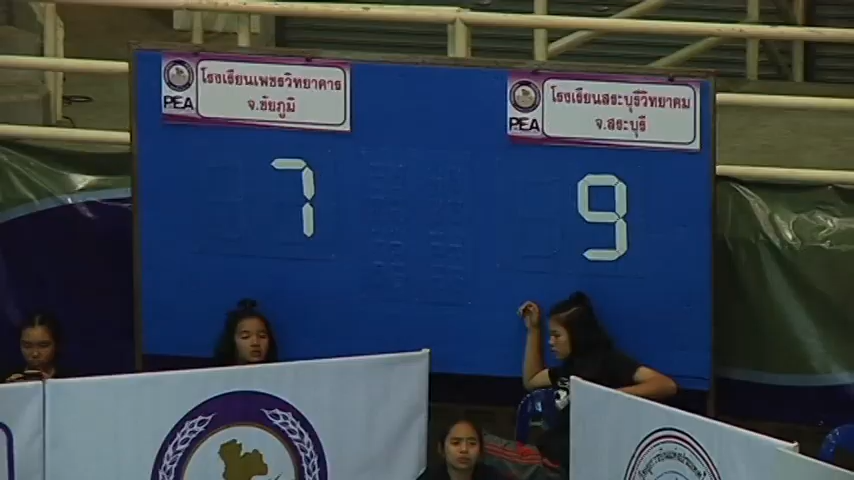 โรงเรียนเพชรวิทยาคาร
จ.ชัยภูมิ
PEA
โรงเรียนสระบุรีวิทยาคม
จ.สระบุรี
PEA
7
9